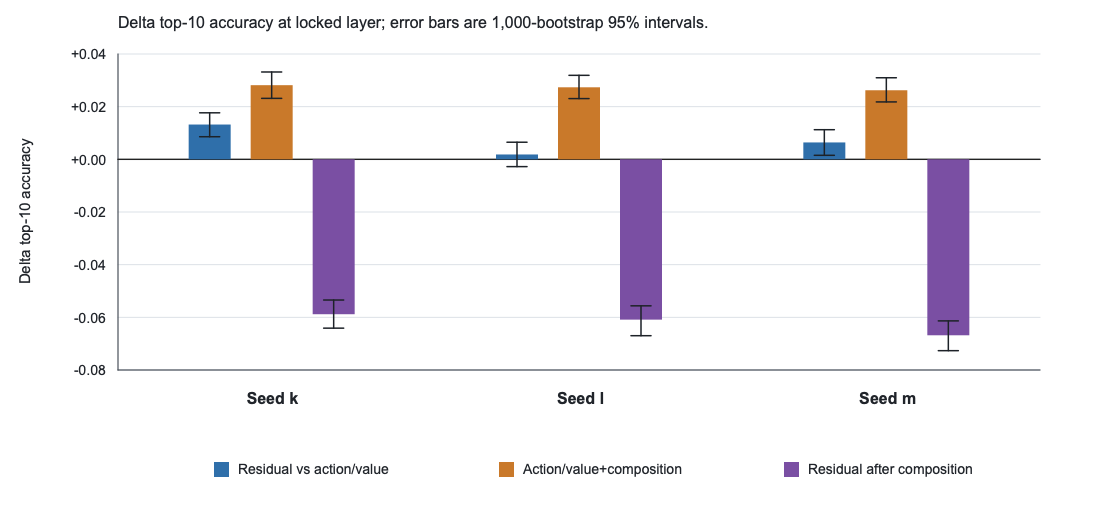 Delta top-10 accuracy at locked layer; error bars are 1,000-bootstrap 95% intervals.
Delta top-10 accuracy
+0.04
+0.02
+0.00
-0.02
-0.04
-0.06
-0.08
Seed k
Seed l
Seed m
Residual vs action/value
Action/value+composition
Residual after composition